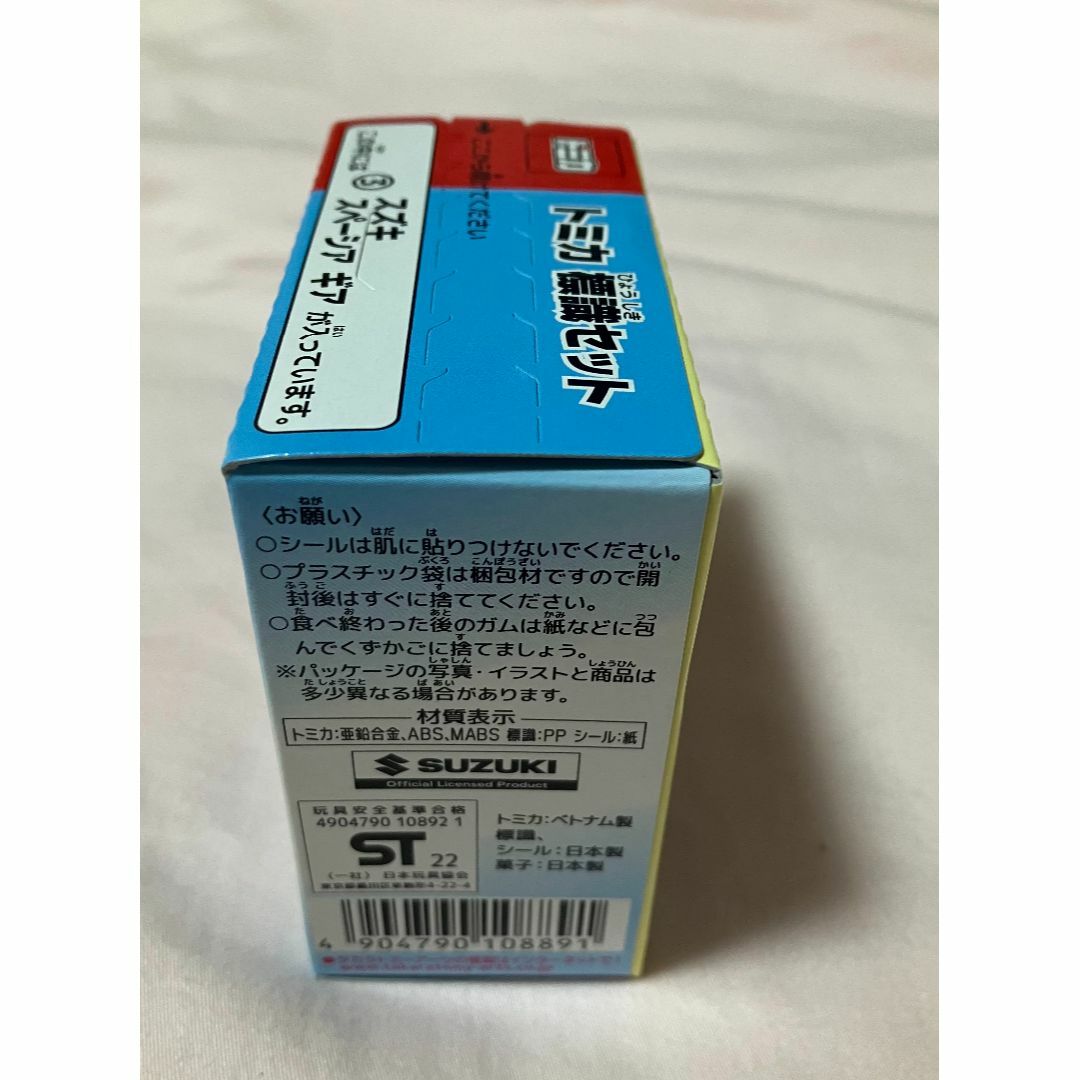 トミカ
ここから開けてください
この箱には ③ スズキ
スペーシア ギア が入っています。
トミカ 標識セット
〈お願い〉
○シールは肌に貼りつけないでください。
○プラスチック袋は梱包材ですので開
封後はすぐに捨ててください。
○食べ終わった後のガムは紙などに包
んでくずかごに捨てましょう。
※パッケージの写真・イラストと商品は
多少異なる場合があります。
材質表示
トミカ:亜鉛合金、ABS、MABS 標識:PP シール:紙
SUZUKI
Official Licensed Product
玩具安全基準合格
4904790 10892 1
ST 22
(一社) 日本玩具協会
トミカ:ベトナム製
標識、
シール:日本製
菓子:日本製
4 904790 108891